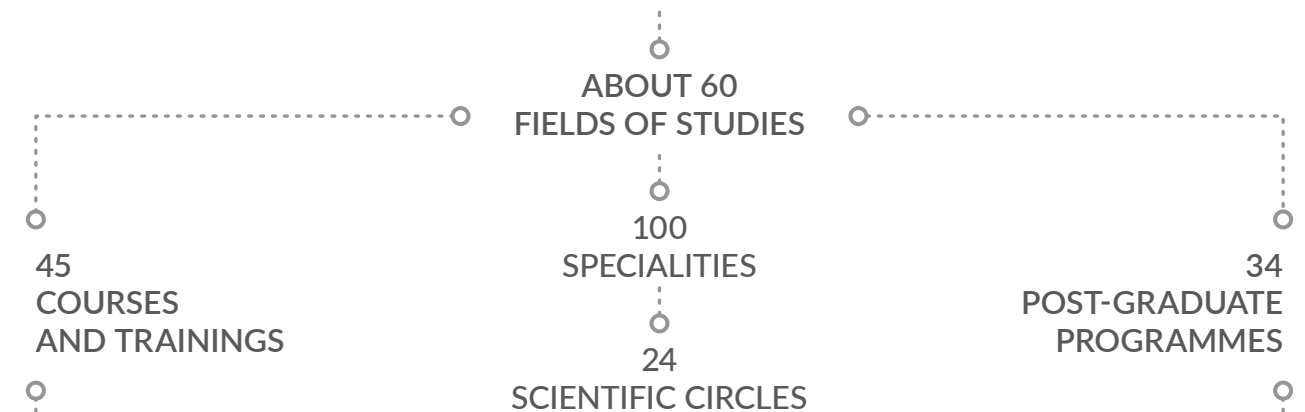 ABOUT 60
FIELDS OF STUDIES
100
SPECIALITIES
45
COURSES
AND TRAININGS
34
POST-GRADUATE
PROGRAMMES
24
SCIENTIFIC CIRCLES